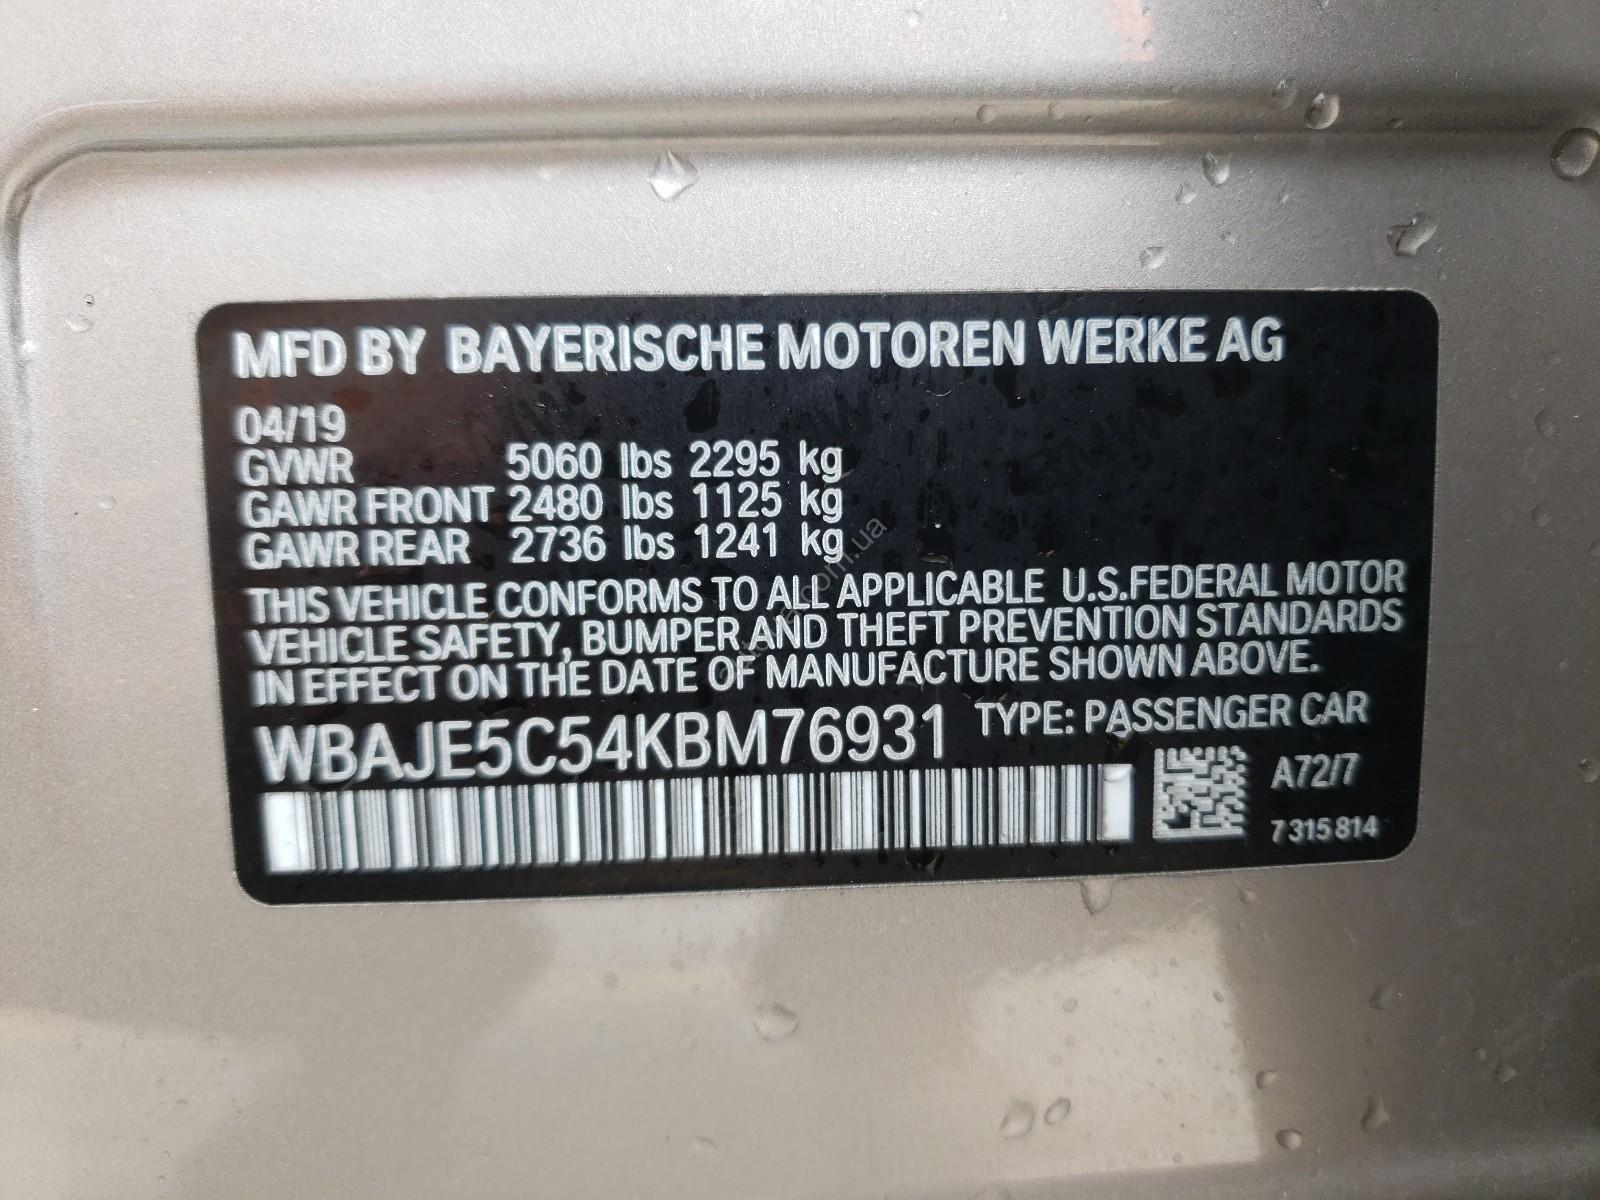 MFD BY BAYERISCHE MOTOREN WERKE AG
04/19
GVWR 5060 lbs 2295 kg
GAWR FRONT 2480 lbs 1125 kg
GAWR REAR 2736 lbs 1241 kg
THIS VEHICLE CONFORMS TO ALL APPLICABLE U.S.FEDERAL MOTOR
VEHICLE SAFETY, BUMPER AND THEFT PREVENTION STANDARDS
IN EFFECT ON THE DATE OF MANUFACTURE SHOWN ABOVE.
WBAJE5C54KBM76931 TYPE: PASSENGER CAR
A72/7
7 315 814